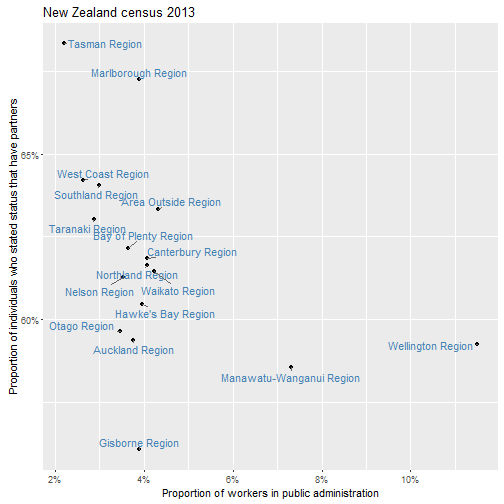 New Zealand census 2013
Proportion of individuals who stated status that have partners
Tasman Region
Marlborough Region
65%
West Coast Region
Southland Region
Area Outside Region
Taranaki Region
Bay of Plenty Region
Canterbury Region
Northland Region
Nelson Region
Waikato Region
Hawke's Bay Region
60%
Otago Region
Auckland Region
Wellington Region
Manawatu-Wanganui Region
Gisborne Region
2%
4%
6%
8%
10%
Proportion of workers in public administration